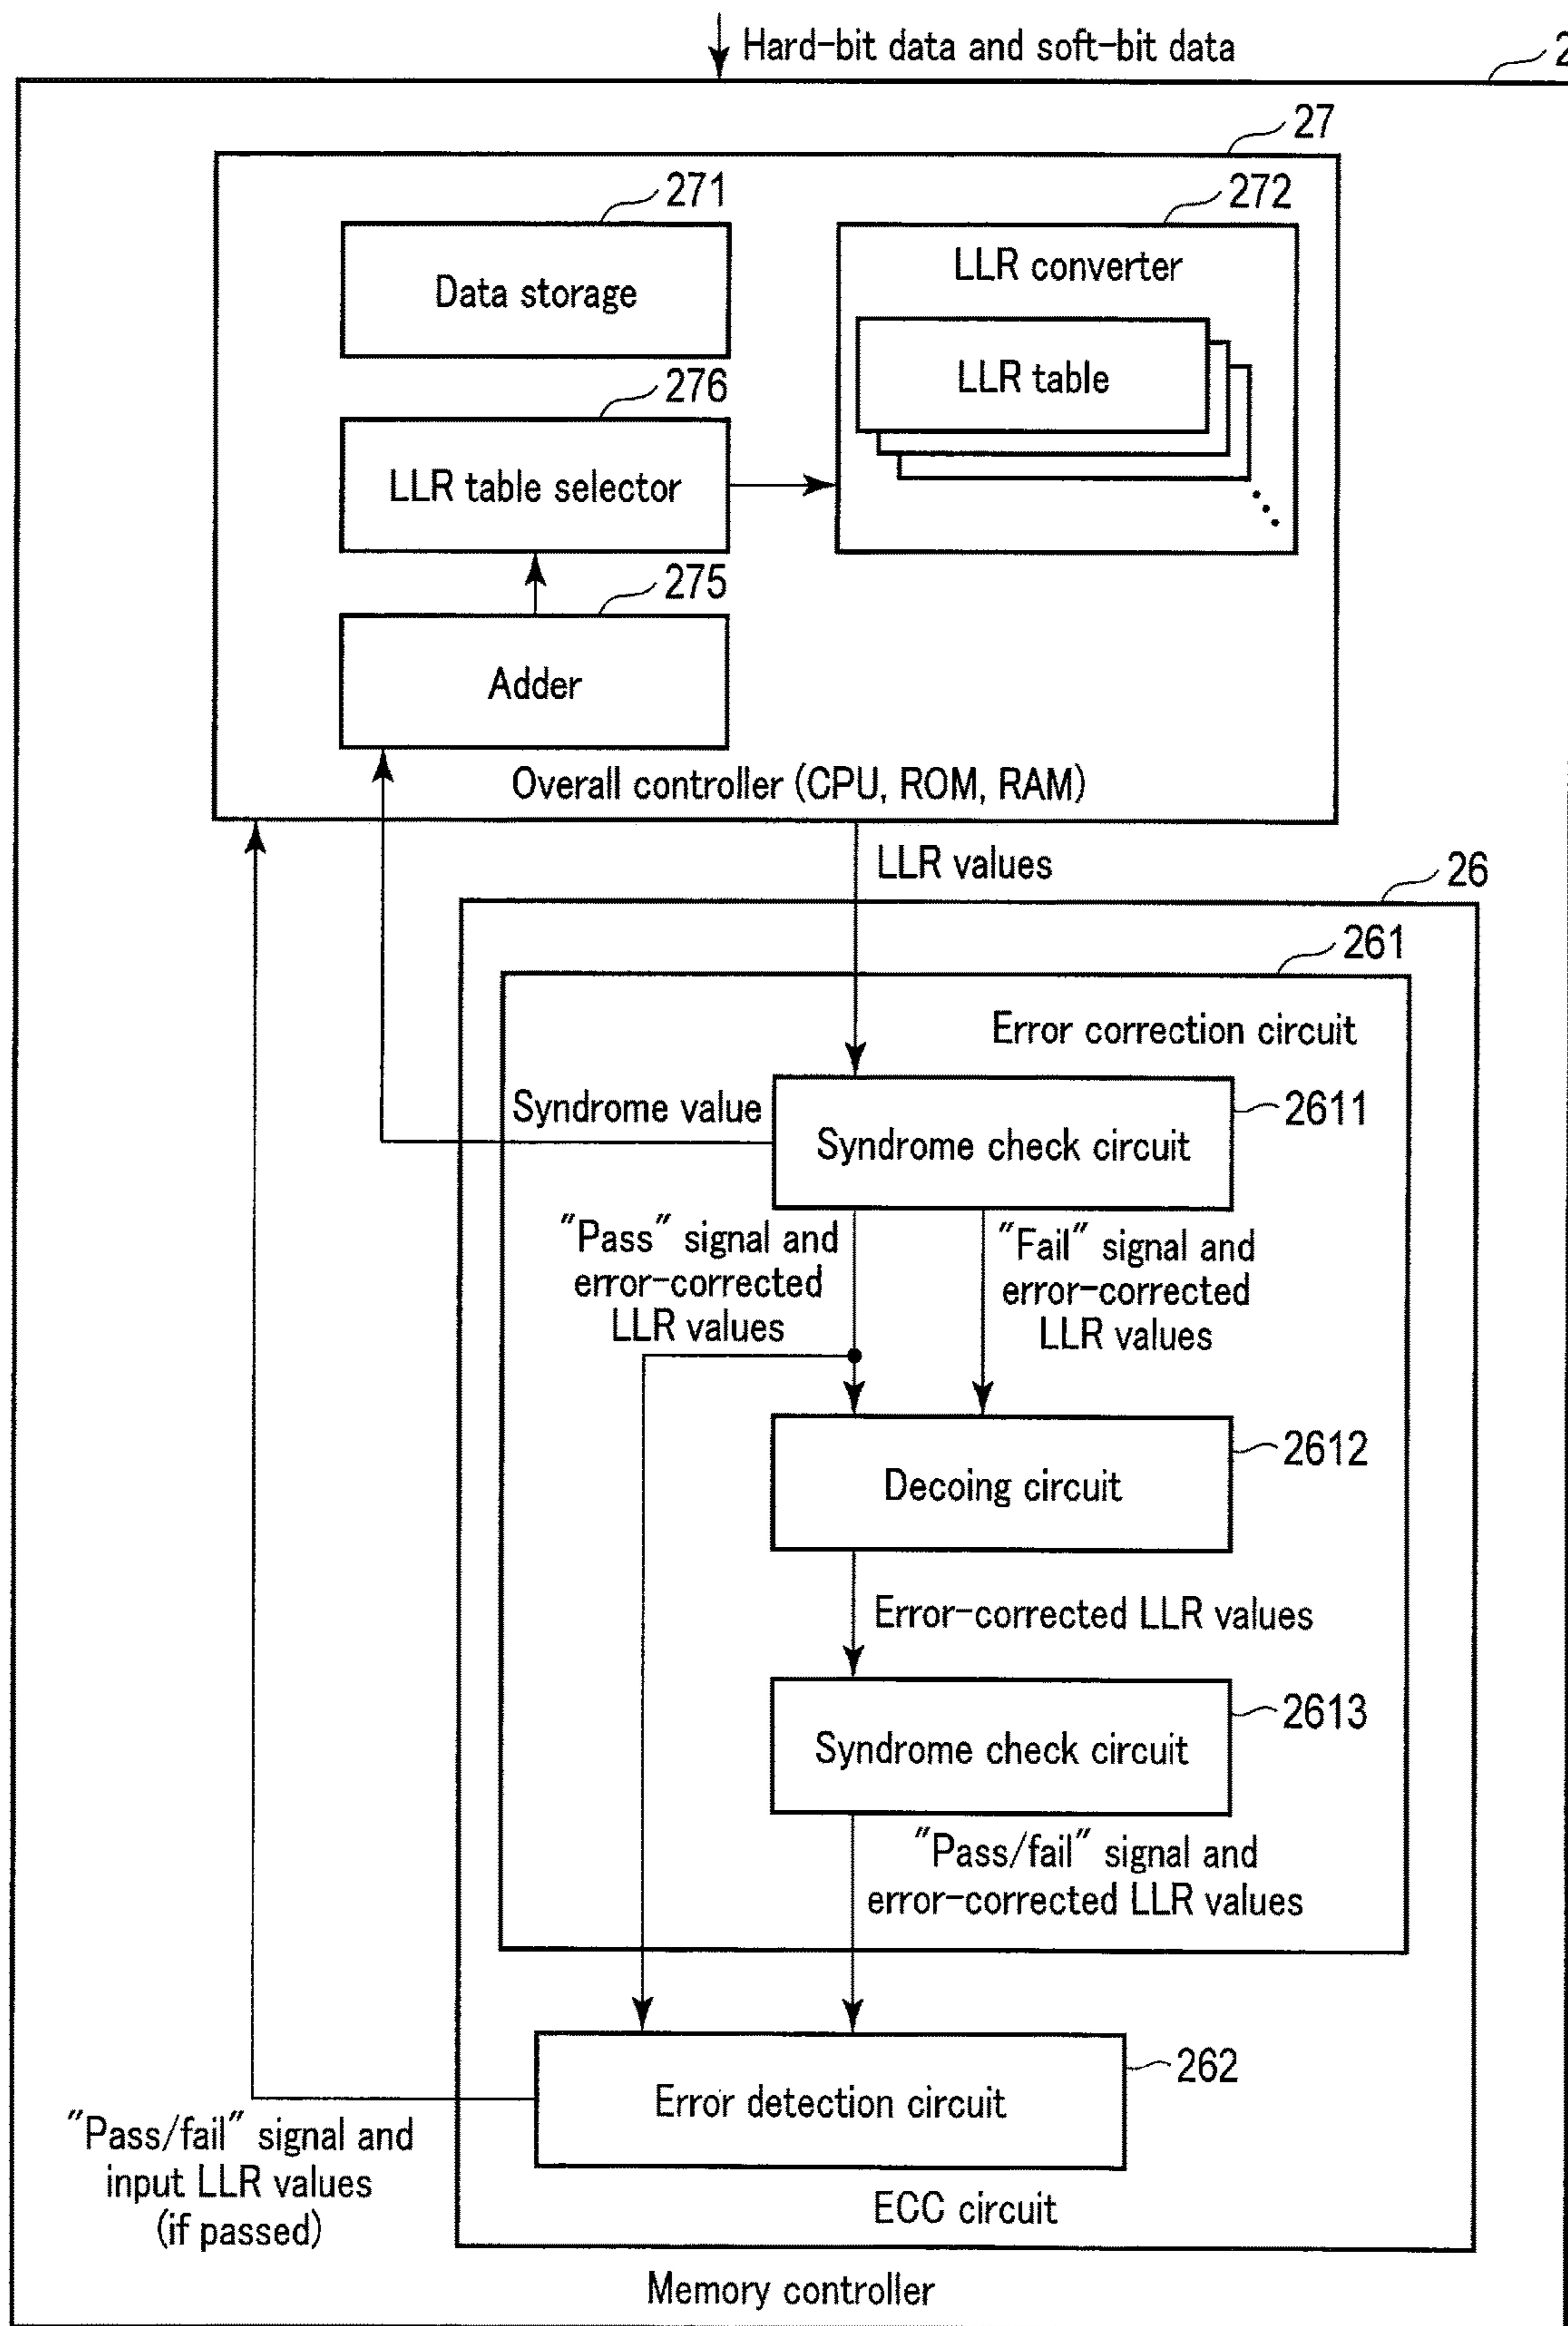 Hard-bit data and soft-bit data
2
27
271
272
Data storage
LLR converter
LLR table
276
LLR table selector
275
Adder
Overall controller (CPU, ROM, RAM)
LLR values
26
261
Error correction circuit
Syndrome value
2611
Syndrome check circuit
"Pass" signal and
error-corrected
LLR values
"Fail" signal and
error-corrected
LLR values
2612
Decoing circuit
Error-corrected LLR values
2613
Syndrome check circuit
"Pass/fail" signal and
error-corrected LLR values
262
Error detection circuit
"Pass/fail" signal and
input LLR values
(if passed)
ECC circuit
Memory controller